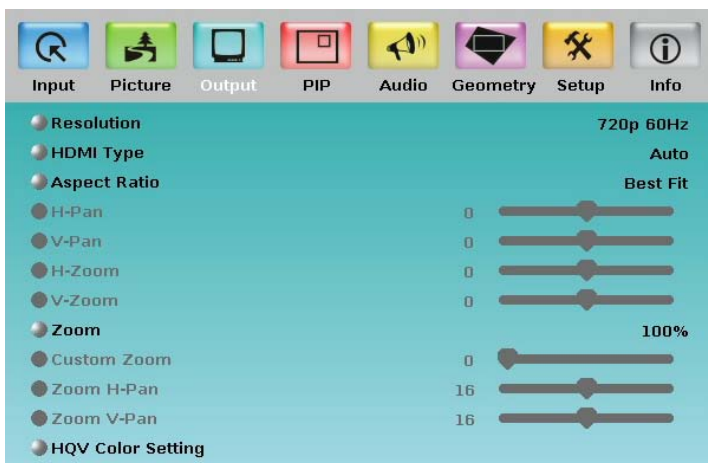 Input Picture Output PIP Audio Geometry Setup Info
Resolution 720p 60Hz
HDMI Type Auto
Aspect Ratio Best Fit
H-Pan 0
V-Pan 0
H-Zoom 0
V-Zoom 0
Zoom 100%
Custom Zoom 0
Zoom H-Pan 16
Zoom V-Pan 16
HQV Color Setting